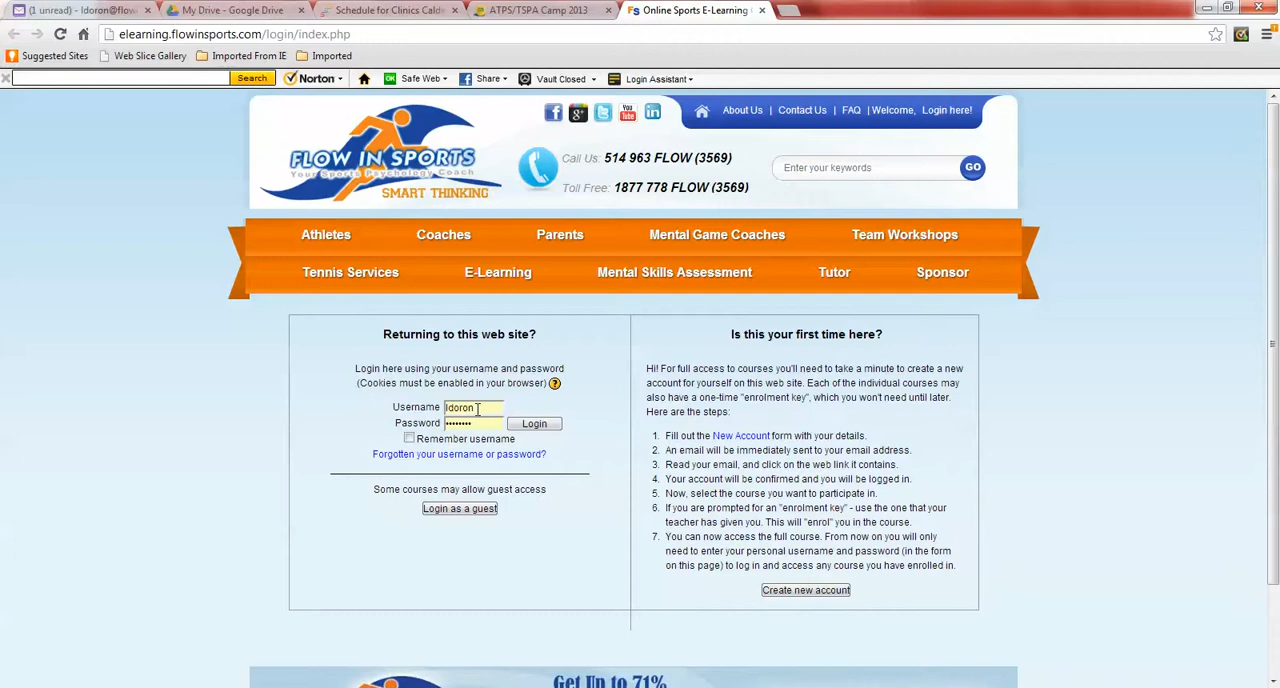 (1 unread) - ldoron@flow
My Drive - Google Drive
Schedule for Clinics Cald
ATPS/TSPA Camp 2013
FS Online Sports E-Learning
elearning.flowinsports.com/login/index.php
Suggested Sites
Web Slice Gallery
Imported From IE
Imported
Search
Norton
OK Safe Web
Share
Vault Closed
Login Assistant
FLOW IN SPORTS
Your Sports Psychology Coach
SMART THINKING
You Tube
About Us | Contact Us | FAQ | Welcome, Login here!
Call Us: 514 963 FLOW (3569)
Toll Free: 1877 778 FLOW (3569)
Enter your keywords
GO
Athletes
Coaches
Parents
Mental Game Coaches
Team Workshops
Tennis Services
E-Learning
Mental Skills Assessment
Tutor
Sponsor
Returning to this web site?
Login here using your username and password
(Cookies must be enabled in your browser) ?
Username ldoron
Password ••••••••
Login
Remember username
Forgotten your username or password?
Some courses may allow guest access
Login as a guest
Is this your first time here?
Hi! For full access to courses you'll need to take a minute to create a new
account for yourself on this web site. Each of the individual courses may
also have a one-time "enrolment key", which you won't need until later.
Here are the steps:
1. Fill out the New Account form with your details.
2. An email will be immediately sent to your email address.
3. Read your email, and click on the web link it contains.
4. Your account will be confirmed and you will be logged in.
5. Now, select the course you want to participate in.
6. If you are prompted for an "enrolment key" - use the one that your
teacher has given you. This will "enrol" you in the course.
7. You can now access the full course. From now on you will only
need to enter your personal username and password (in the form
on this page) to log in and access any course you have enrolled in.
Create new account
Get Up to 71%